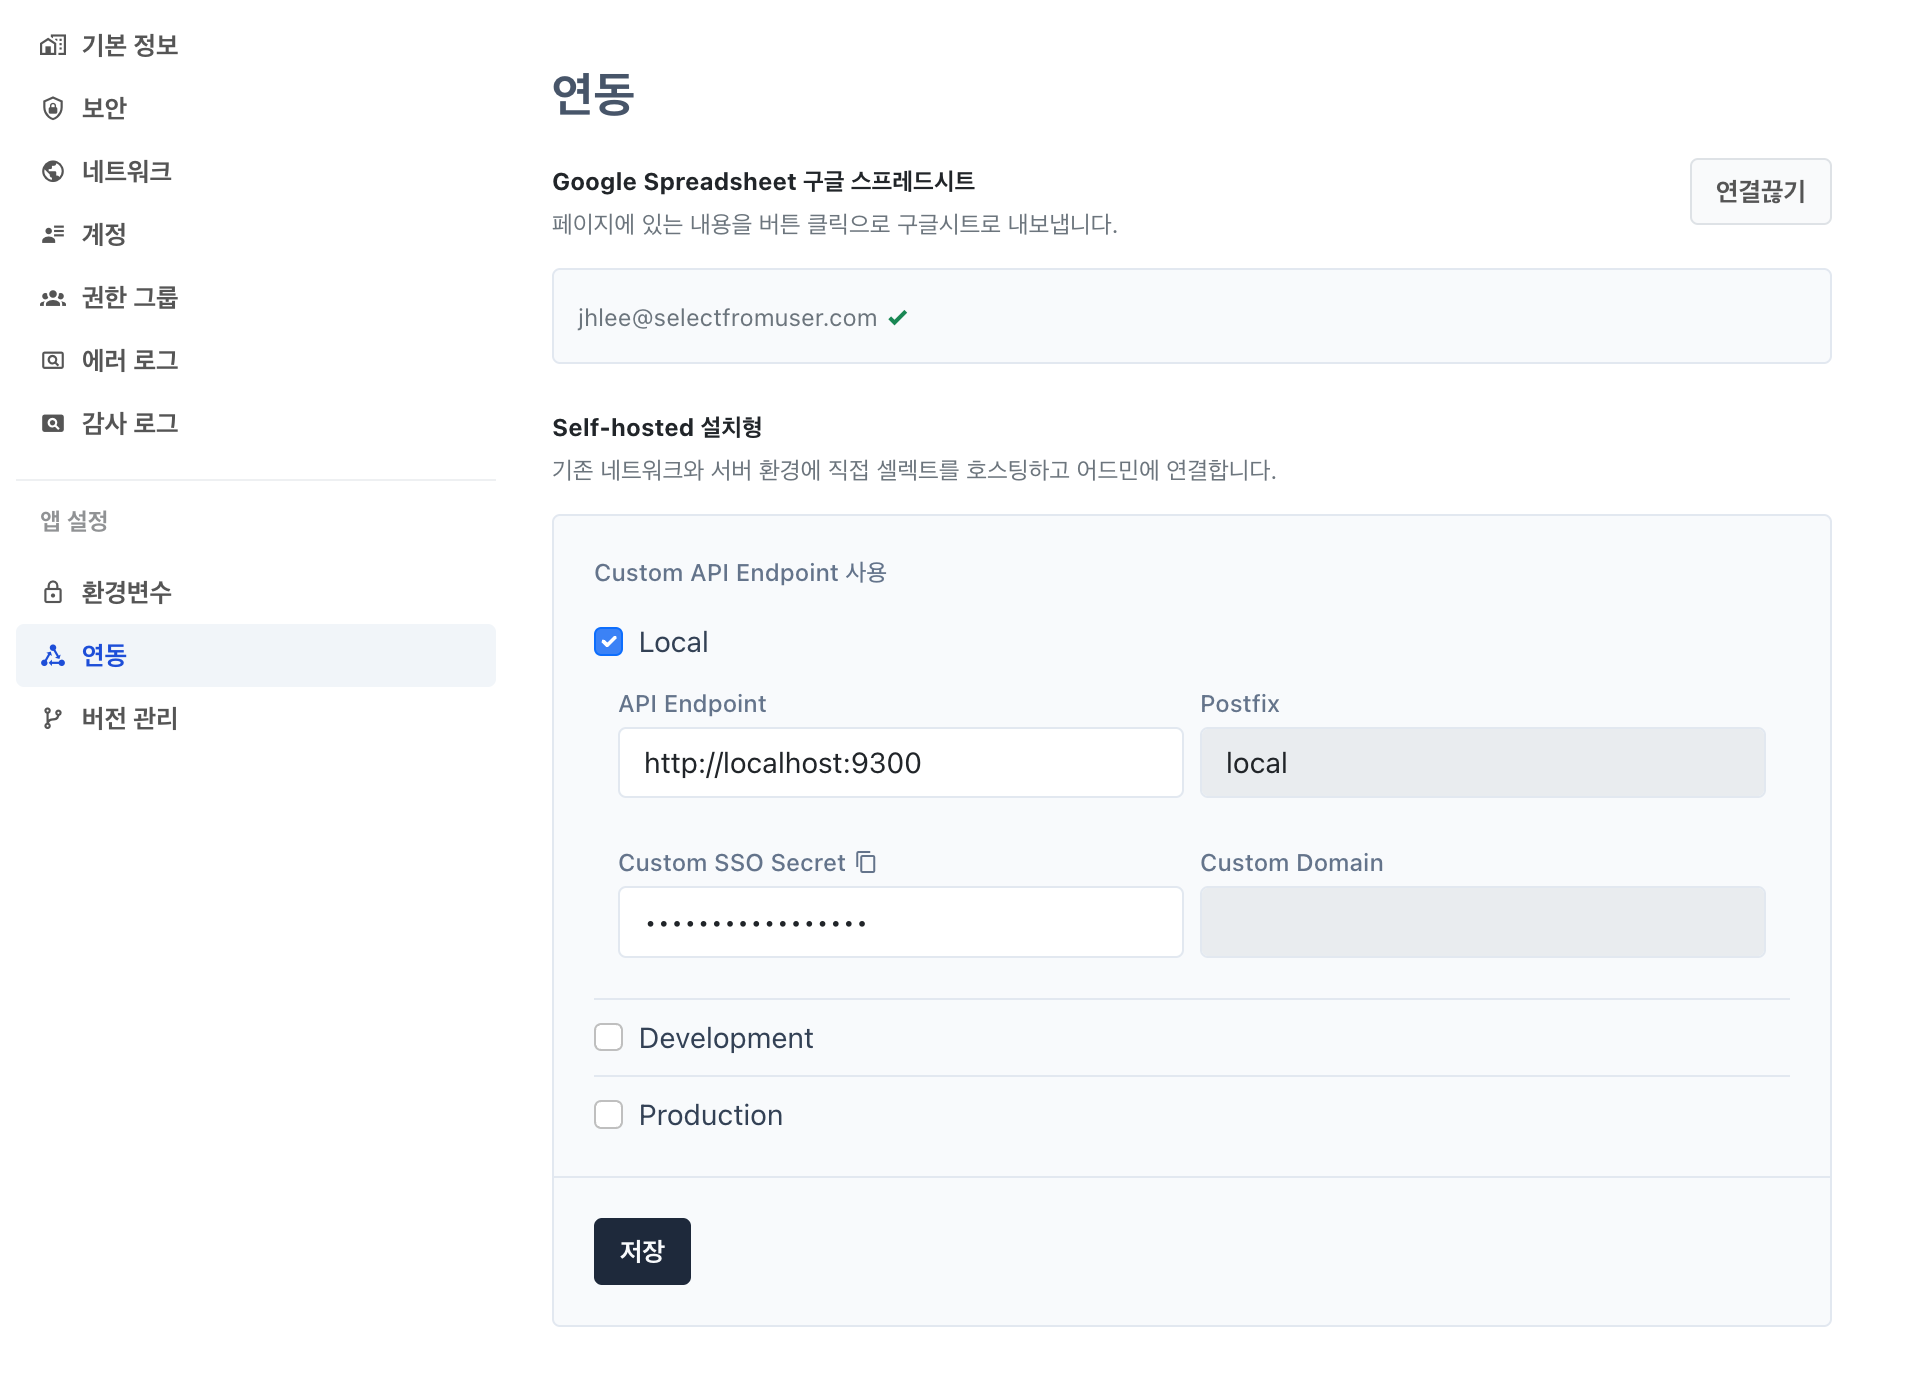 기본 정보
보안
네트워크
계정
권한 그룹
에러 로그
감사 로그
앱 설정
환경변수
연동
버전 관리
연동
Google Spreadsheet 구글 스프레드시트
페이지에 있는 내용을 버튼 클릭으로 구글시트로 내보냅니다.
연결끊기
jhlee@selectfromuser.com
Self-hosted 설치형
기존 네트워크와 서버 환경에 직접 셀렉트를 호스팅하고 어드민에 연결합니다.
Custom API Endpoint 사용
Local
API Endpoint
Postfix
http://localhost:9300
local
Custom SSO Secret
Custom Domain
•••••••••••••••••
Development
Production
저장